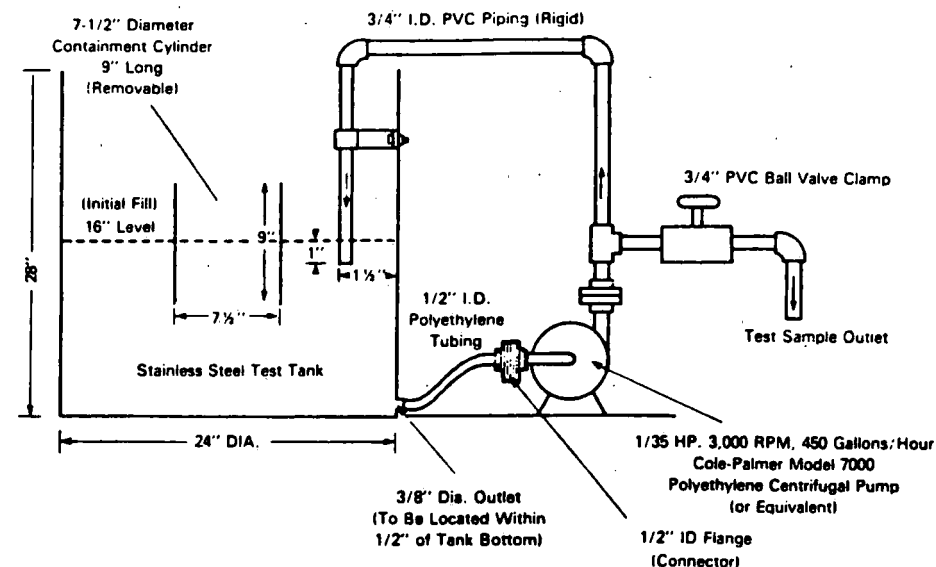 7-1/2" Diameter
Containment Cylinder
9" Long
(Removable)
3/4" I.D. PVC Piping (Rigid)
3/4" PVC Ball Valve Clamp
(Initial Fill)
16" Level
9"
1"
1½"
28"
7½"
1/2" I.D.
Polyethylene
Tubing
Test Sample Outlet
Stainless Steel Test Tank
24" DIA.
3/8" Dia. Outlet
(To Be Located Within
1/2" of Tank Bottom)
1/35 HP. 3,000 RPM, 450 Gallons/Hour
Cole-Palmer Model 7000
Polyethylene Centrifugal Pump
(or Equivalent)
1/2" ID Flange
(Connector)